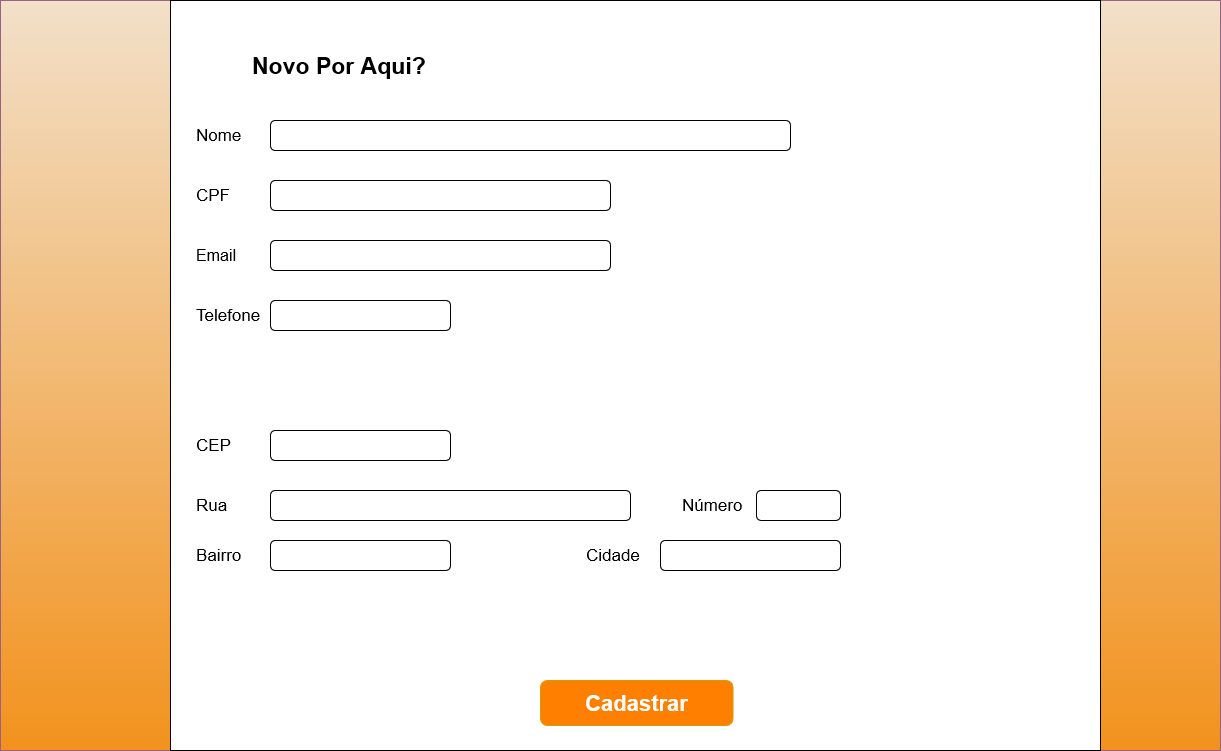 Novo Por Aqui?
Nome
CPF
Email
Telefone
CEP
Rua Número
Bairro Cidade
Cadastrar